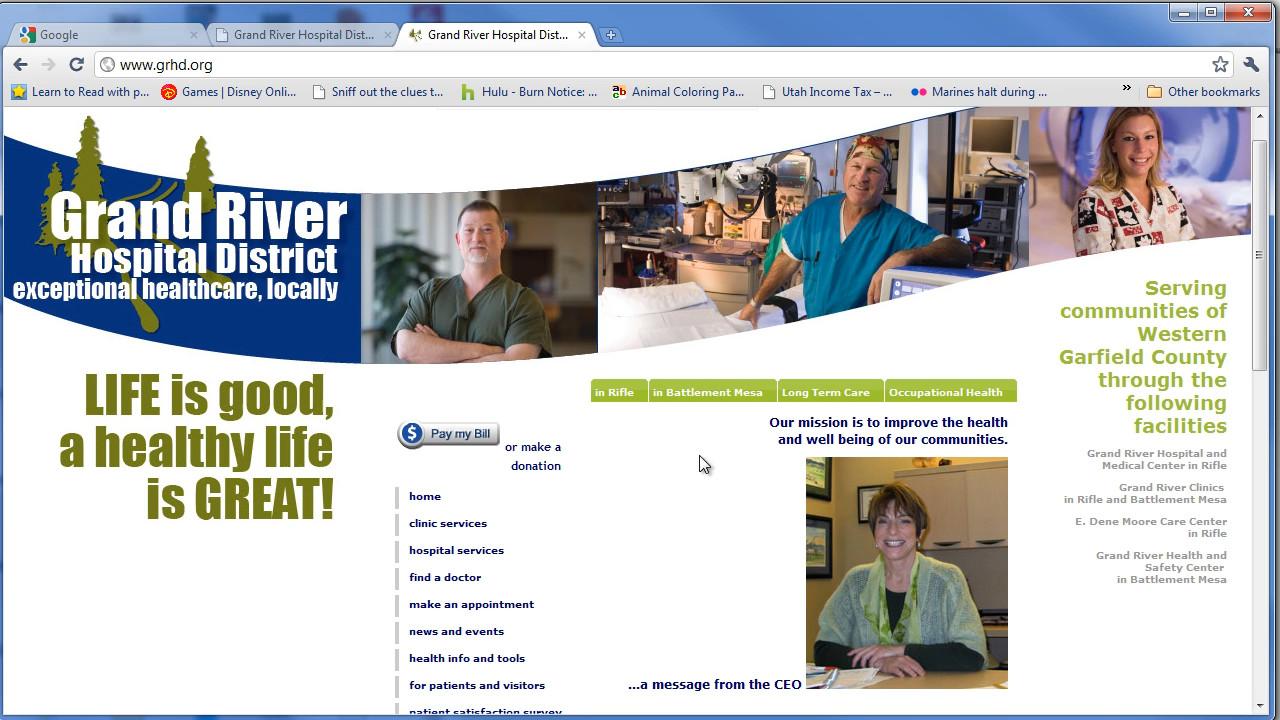 Google
Grand River Hospital Dist...
Grand River Hospital Dist...
www.grhd.org
Learn to Read with p...
Games | Disney Onli...
Sniff out the clues t...
Hulu - Burn Notice: ...
Animal Coloring Pa...
Utah Income Tax – ...
Marines halt during ...
»
Other bookmarks
Grand River
Hospital District
exceptional healthcare, locally
LIFE is good,
a healthy life
is GREAT!
Pay my Bill
or make a
donation
home
clinic services
hospital services
find a doctor
make an appointment
news and events
health info and tools
for patients and visitors
patient satisfaction survey
in Rifle
in Battlement Mesa
Long Term Care
Occupational Health
Our mission is to improve the health
and well being of our communities.
...a message from the CEO
Serving
communities of
Western
Garfield County
through the
following
facilities
Grand River Hospital and
Medical Center in Rifle
Grand River Clinics
in Rifle and Battlement Mesa
E. Dene Moore Care Center
in Rifle
Grand River Health and
Safety Center
in Battlement Mesa